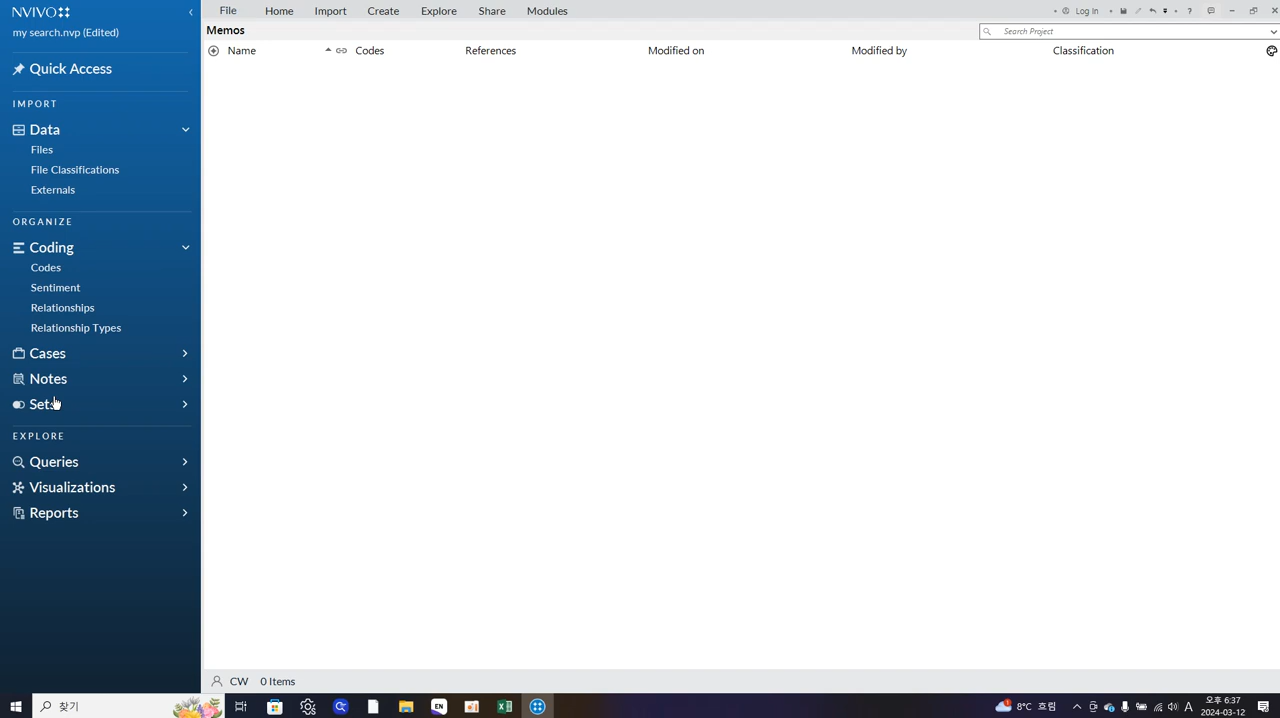 NVIVO
my search.nvp (Edited)
Quick Access
IMPORT
Data
Files
File Classifications
Externals
ORGANIZE
Coding
Codes
Sentiment
Relationships
Relationship Types
Cases
Notes
Sets
EXPLORE
Queries
Visualizations
Reports
File Home Import Create Explore Share Modules Log In
Memos
Search Project
Name Codes References Modified on Modified by Classification
CW 0 Items
찾기
EN
8°C 흐림
A
오후 6:37
2024-03-12